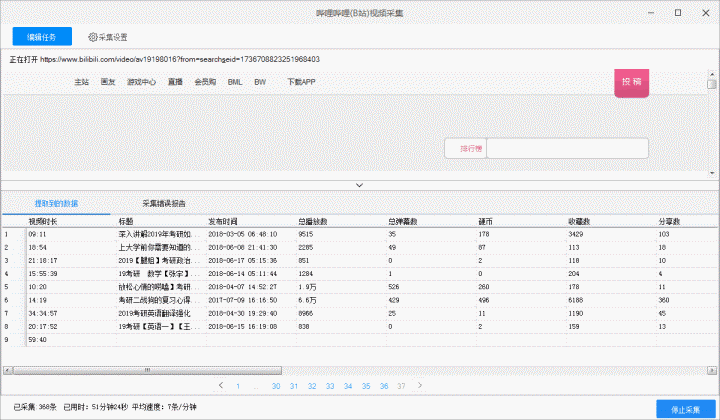 哔哩哔哩(B站)视频采集
编辑任务 采集设置
正在打开 https://www.bilibili.com/video/av19198016?from=search&seid=1736708823251968403
主站 画友 游戏中心 直播 会员购 BML BW 下载APP 投 稿
排行榜
提取到的数据 采集错误报告
视频时长 标题 发布时间 总播放数 总弹幕数 硬币 收藏数 分享数
1 09:11 深入讲解2019年考研如... 2018-03-05 06:48:10 9515 35 178 3429 103
2 18:54 上大学前你需要知道的... 2018-06-08 21:41:30 2285 49 87 113 18
3 21:18:17 2019【腿姐】考研政治... 2018-06-17 05:15:36 851 0 2 118 10
4 15:55:39 19考研 数学【张宇】... 2018-06-14 05:11:44 1284 1 0 204 4
5 10:20 放松心情的唠嗑】考研... 2018-04-07 14:52:27 1.9万 526 260 178 11
6 14:19 考研二战狗的复习心得... 2017-07-09 16:16:50 6.6万 429 496 6188 360
7 34:34:57 2019考研英语翻译强化 2018-04-30 19:29:40 8966 25 11 1190 45
8 20:17:52 19考研【英语一】【王... 2018-06-15 16:19:08 838 0 2 159 13
9 59:40
1 ... 30 31 32 33 34 35 36 37
已采集 368条 已用时：51分钟24秒 平均速度：7条/分钟 停止采集